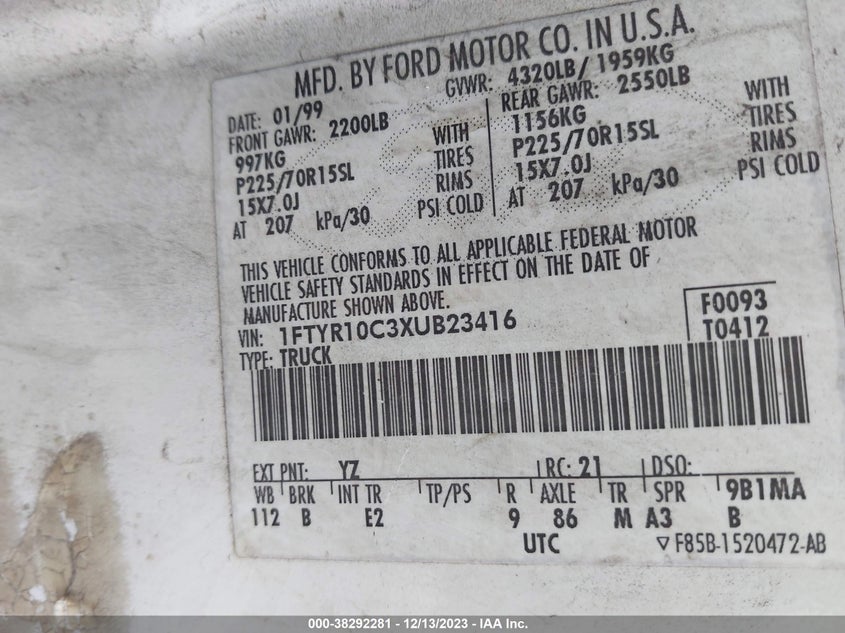 MFD. BY FORD MOTOR CO. IN U.S.A.
DATE: 01/99 GVWR: 4320LB/ 1959KG
FRONT GAWR: 2200LB REAR GAWR: 2550LB
997KG WITH 1156KG WITH
P225/70R15SL TIRES P225/70R15SL TIRES
15X7.0J RIMS 15X7.0J RIMS
AT 207 kPa/30 PSI COLD AT 207 kPa/30 PSI COLD
THIS VEHICLE CONFORMS TO ALL APPLICABLE FEDERAL MOTOR
VEHICLE SAFETY STANDARDS IN EFFECT ON THE DATE OF
MANUFACTURE SHOWN ABOVE.
VIN: 1FTYR10C3XUB23416 F0093
TYPE: TRUCK T0412
EXT PNT: YZ RC: 21 DSO:
WB BRK INT TR TP/PS R AXLE TR SPR 9B1MA
112 B E2 9 86 M A3 B
UTC ▽F85B-1520472-AB
000-38292281 - 12/13/2023 - IAA Inc.